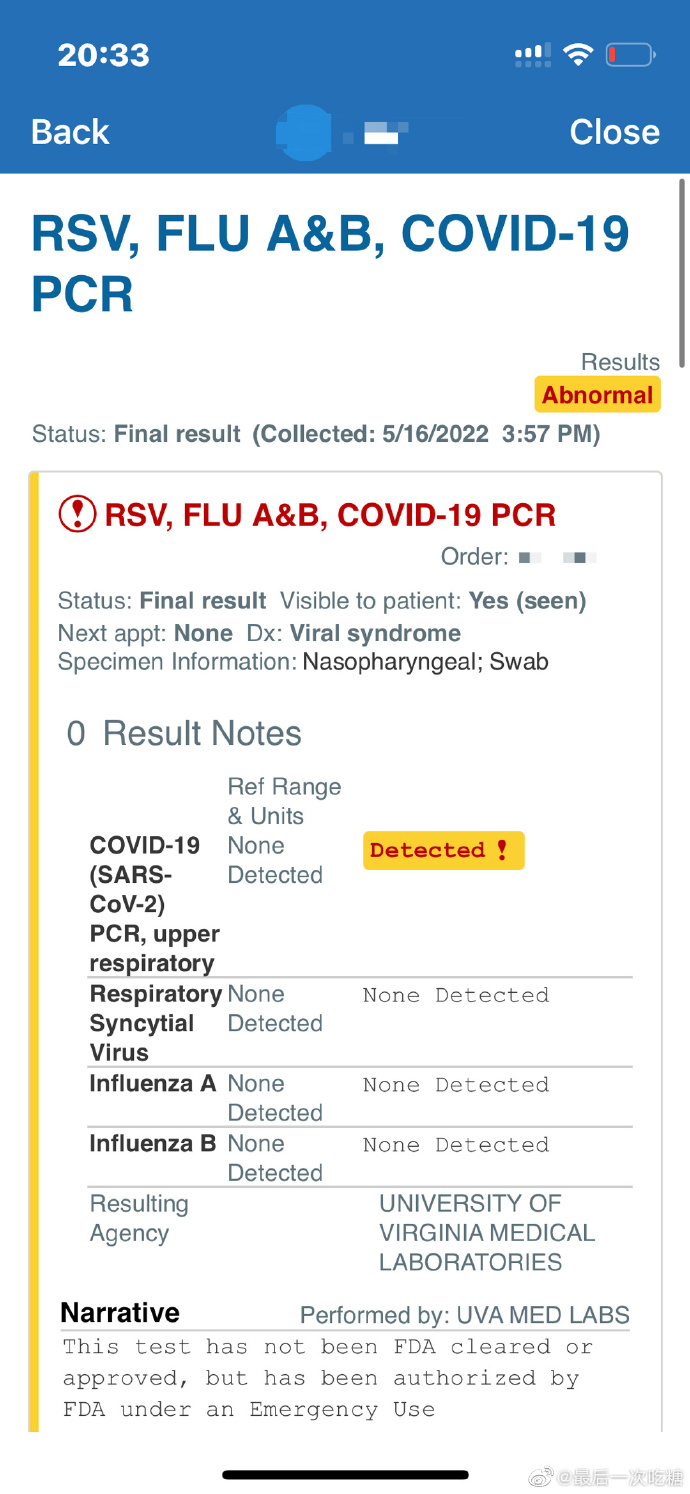 20:33
Back
Close
RSV, FLU A&B, COVID-19
PCR
Results
Abnormal
Status: Final result (Collected: 5/16/2022 3:57 PM)
RSV, FLU A&B, COVID-19 PCR
Order:
Status: Final result Visible to patient: Yes (seen)
Next appt: None Dx: Viral syndrome
Specimen Information: Nasopharyngeal; Swab
0 Result Notes
Ref Range
& Units
COVID-19 None Detected !
(SARS- Detected
CoV-2)
PCR, upper
respiratory
Respiratory None None Detected
Syncytial Detected
Virus
Influenza A None None Detected
Detected
Influenza B None None Detected
Detected
Resulting UNIVERSITY OF
Agency VIRGINIA MEDICAL
LABORATORIES
Narrative Performed by: UVA MED LABS
This test has not been FDA cleared or
approved, but has been authorized by
FDA under an Emergency Use
@最后一次吃糖